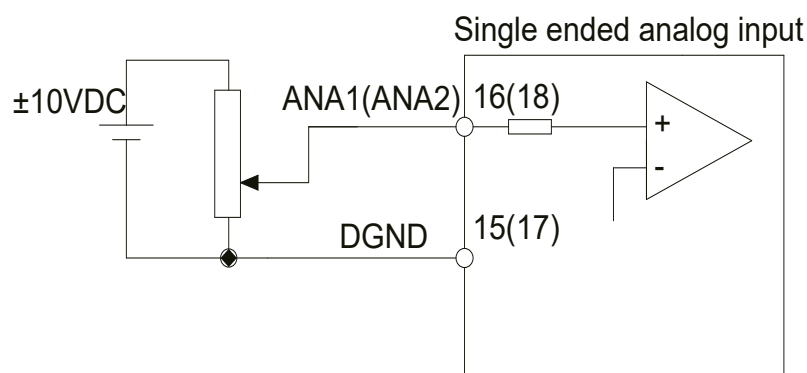 Single ended analog input
±10VDC
ANA1(ANA2) 16(18)
+
-
DGND 15(17)